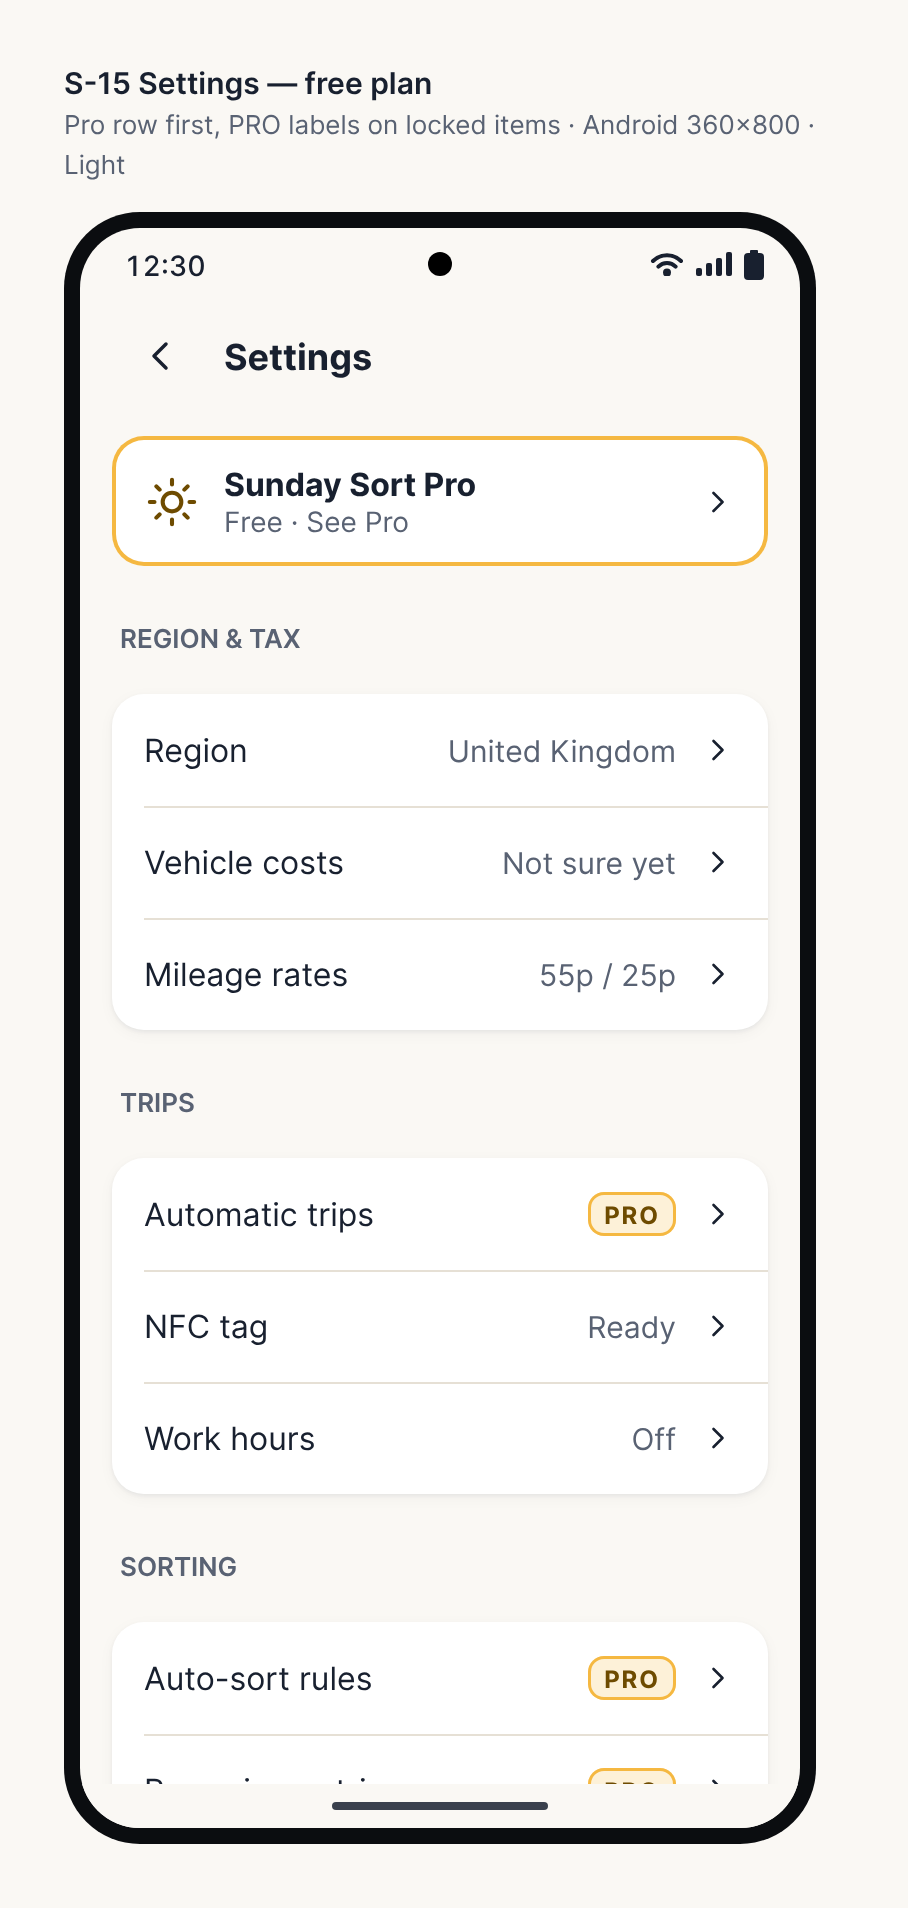 S-15 Settings — free plan
Pro row first, PRO labels on locked items · Android 360×800 ·
Light
12:30
Settings
Sunday Sort Pro
Free · See Pro
REGION & TAX
Region United Kingdom
Vehicle costs Not sure yet
Mileage rates 55p / 25p
TRIPS
Automatic trips PRO
NFC tag Ready
Work hours Off
SORTING
Auto-sort rules PRO
PRO